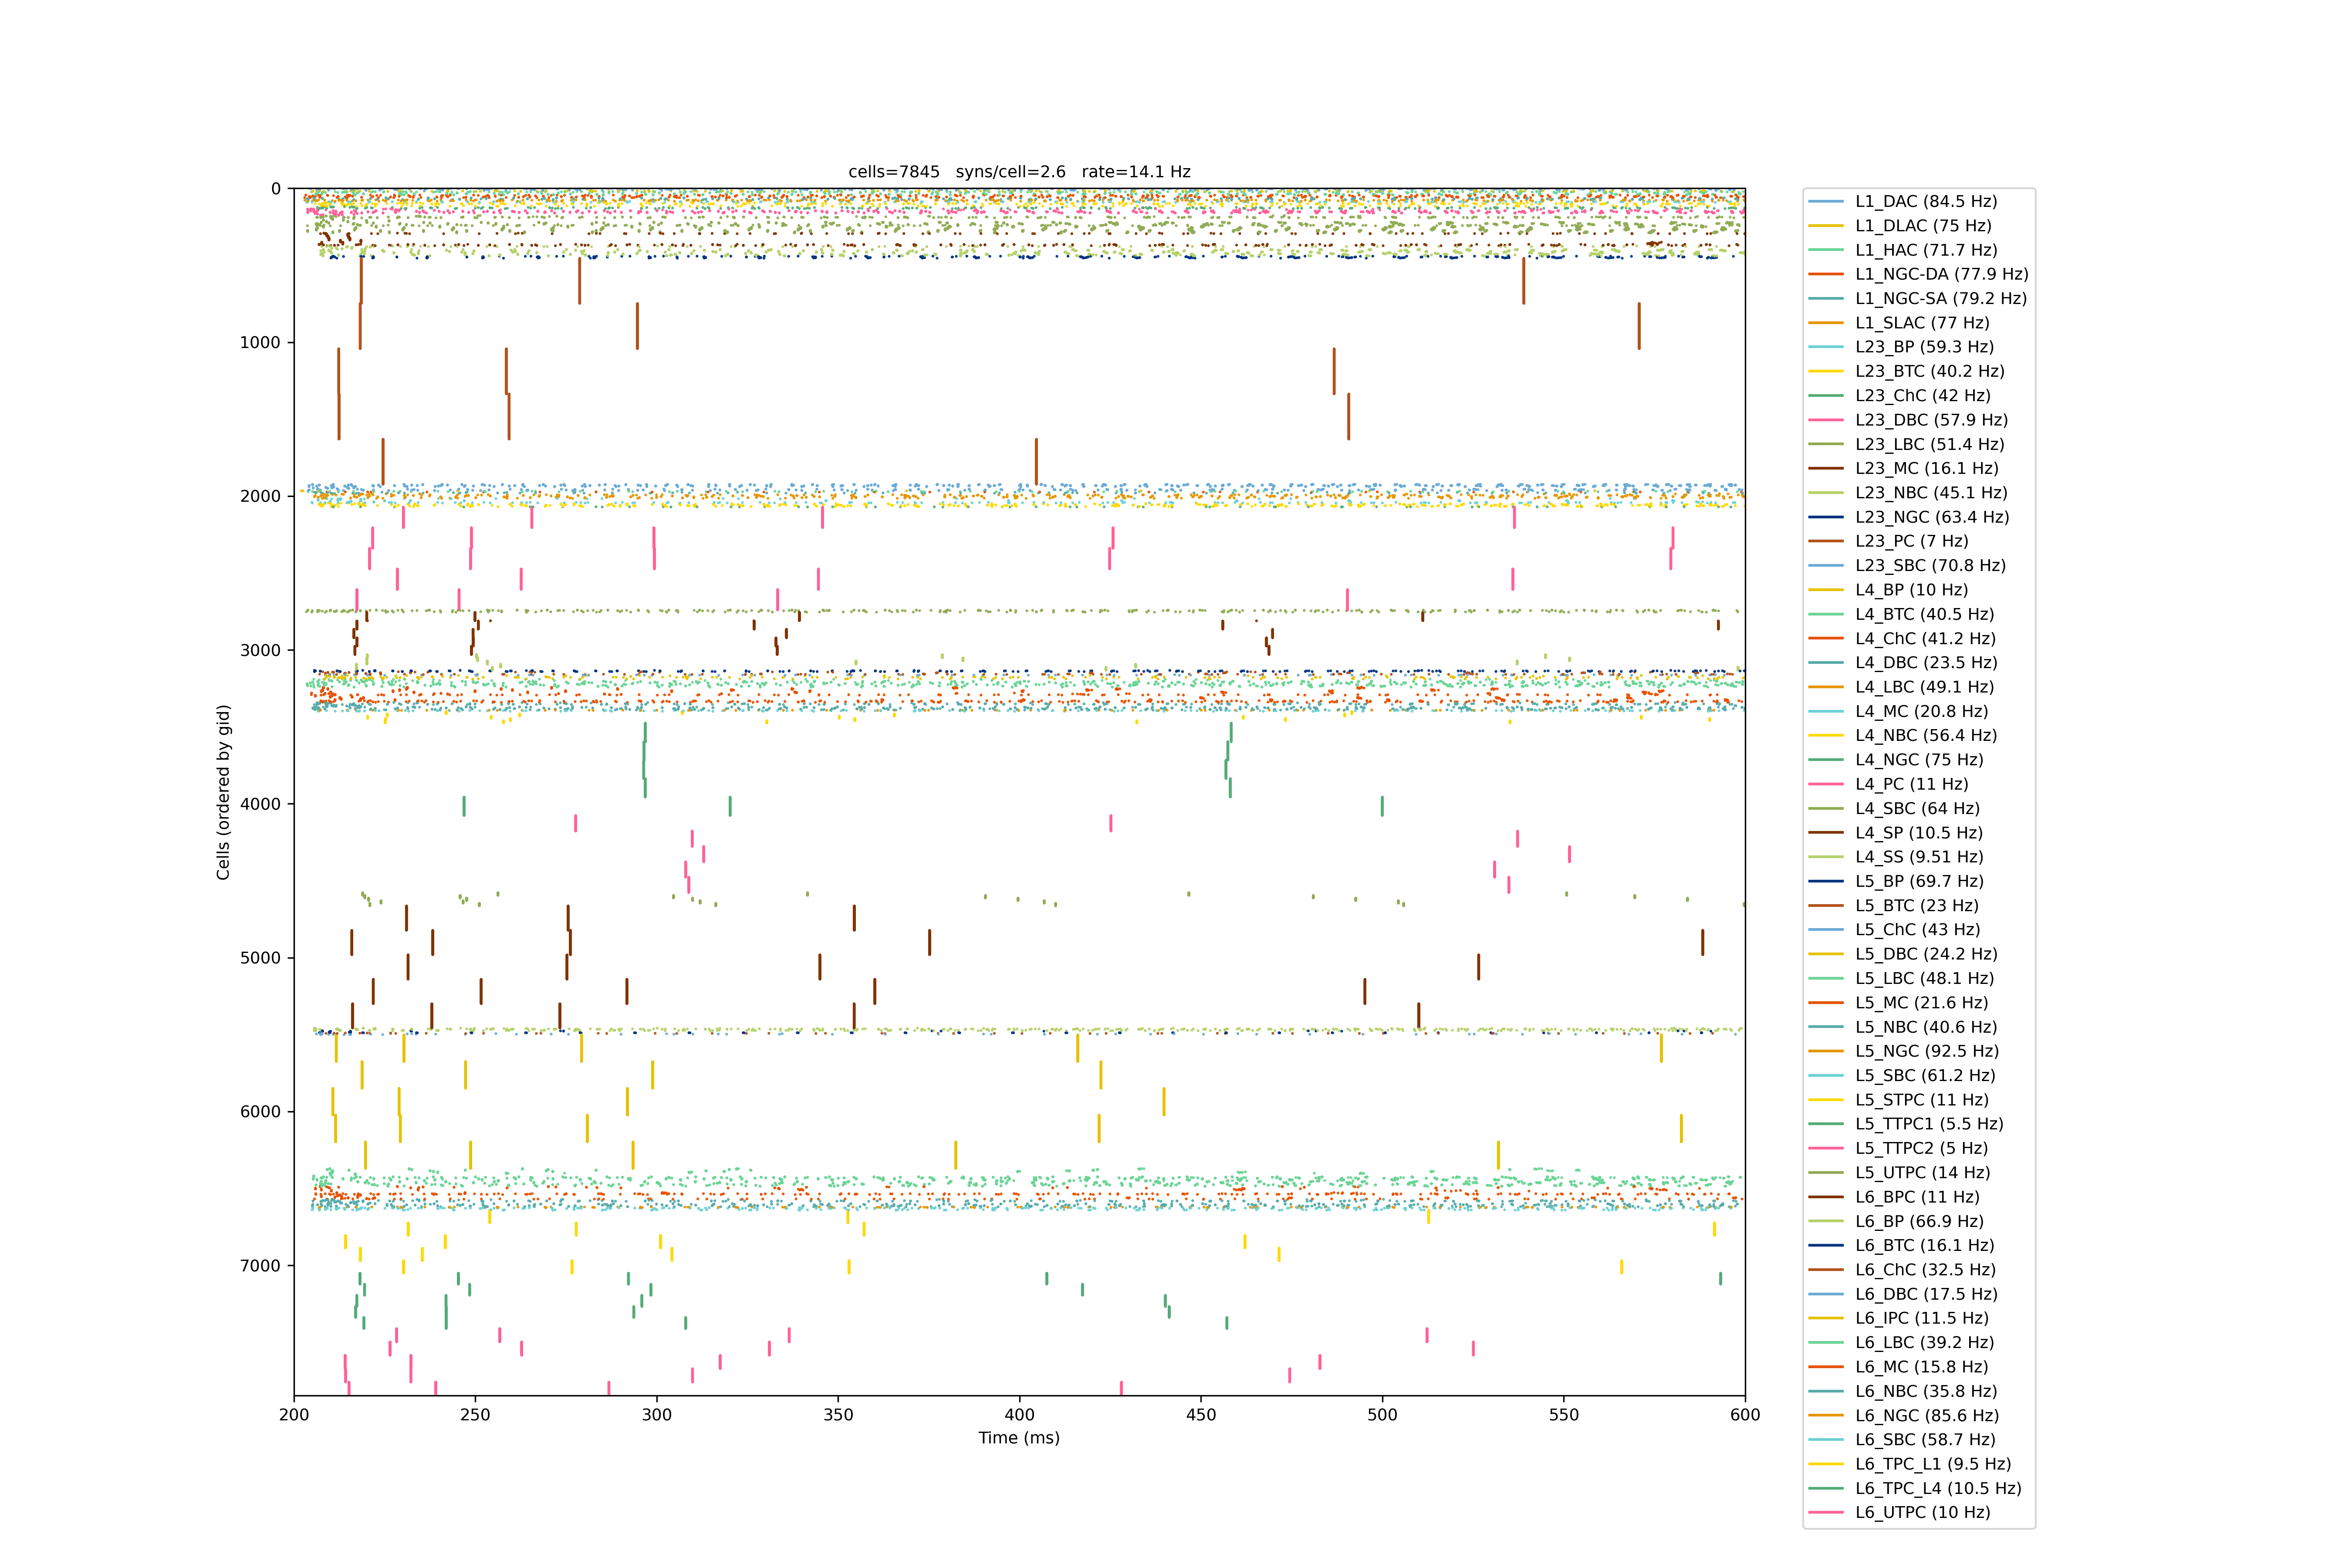 cells=7845   syns/cell=2.6   rate=14.1 Hz
0
1000
2000
3000
4000
5000
6000
7000
Cells (ordered by gid)
200
250
300
350
400
450
500
550
600
Time (ms)
L1_DAC (84.5 Hz)
L1_DLAC (75 Hz)
L1_HAC (71.7 Hz)
L1_NGC-DA (77.9 Hz)
L1_NGC-SA (79.2 Hz)
L1_SLAC (77 Hz)
L23_BP (59.3 Hz)
L23_BTC (40.2 Hz)
L23_ChC (42 Hz)
L23_DBC (57.9 Hz)
L23_LBC (51.4 Hz)
L23_MC (16.1 Hz)
L23_NBC (45.1 Hz)
L23_NGC (63.4 Hz)
L23_PC (7 Hz)
L23_SBC (70.8 Hz)
L4_BP (10 Hz)
L4_BTC (40.5 Hz)
L4_ChC (41.2 Hz)
L4_DBC (23.5 Hz)
L4_LBC (49.1 Hz)
L4_MC (20.8 Hz)
L4_NBC (56.4 Hz)
L4_NGC (75 Hz)
L4_PC (11 Hz)
L4_SBC (64 Hz)
L4_SP (10.5 Hz)
L4_SS (9.51 Hz)
L5_BP (69.7 Hz)
L5_BTC (23 Hz)
L5_ChC (43 Hz)
L5_DBC (24.2 Hz)
L5_LBC (48.1 Hz)
L5_MC (21.6 Hz)
L5_NBC (40.6 Hz)
L5_NGC (92.5 Hz)
L5_SBC (61.2 Hz)
L5_STPC (11 Hz)
L5_TTPC1 (5.5 Hz)
L5_TTPC2 (5 Hz)
L5_UTPC (14 Hz)
L6_BPC (11 Hz)
L6_BP (66.9 Hz)
L6_BTC (16.1 Hz)
L6_ChC (32.5 Hz)
L6_DBC (17.5 Hz)
L6_IPC (11.5 Hz)
L6_LBC (39.2 Hz)
L6_MC (15.8 Hz)
L6_NBC (35.8 Hz)
L6_NGC (85.6 Hz)
L6_SBC (58.7 Hz)
L6_TPC_L1 (9.5 Hz)
L6_TPC_L4 (10.5 Hz)
L6_UTPC (10 Hz)